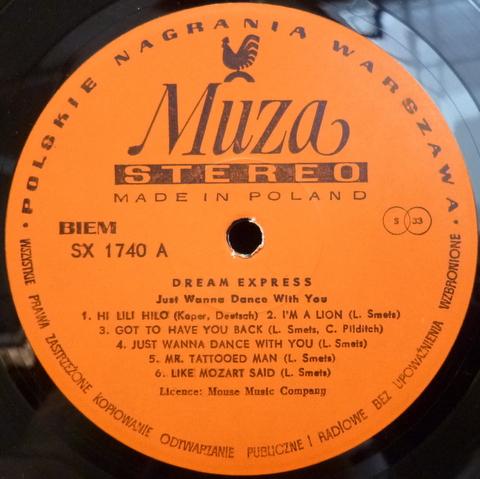 • POLSKIE NAGRANIA WARSZAWA •
Muza
STEREO
MADE IN POLAND
BIEM
SX 1740 A
S 33
DREAM EXPRESS
Just Wanna Dance With You
1. HI LILI HILO (Kaper, Deutsch) 2. I'M A LION (L. Smets)
3. GOT TO HAVE YOU BACK (L. Smets, C. Pilditch)
4. JUST WANNA DANCE WITH YOU (L. Smets)
5. MR. TATTOOED MAN (L. Smets)
6. LIKE MOZART SAID (L. Smets)
Licence: Mouse Music Company
WSZYSTKIE PRAWA ZASTRZEŻONE KOPIOWANIE ODTWARZANIE PUBLICZNE I RADIOWE BEZ UPOWAŻNIENIA WZBRONIONE